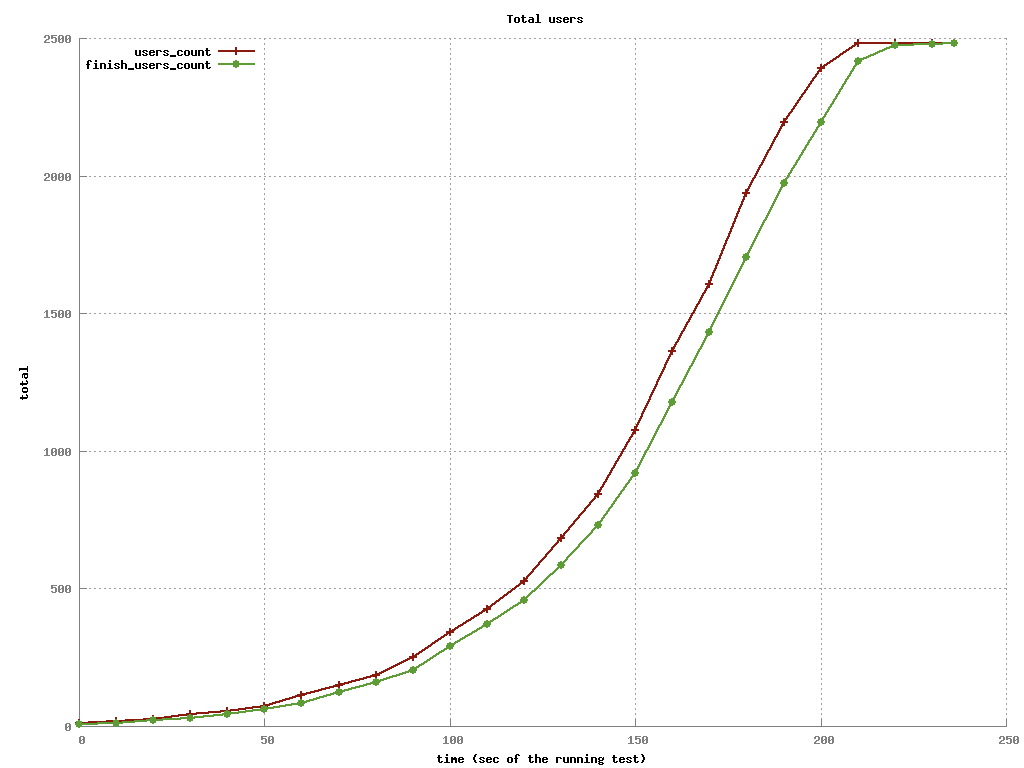 Total users
users_count
finish_users_count
2500
2000
1500
1000
500
0
total
0 50 100 150 200 250
time (sec of the running test)